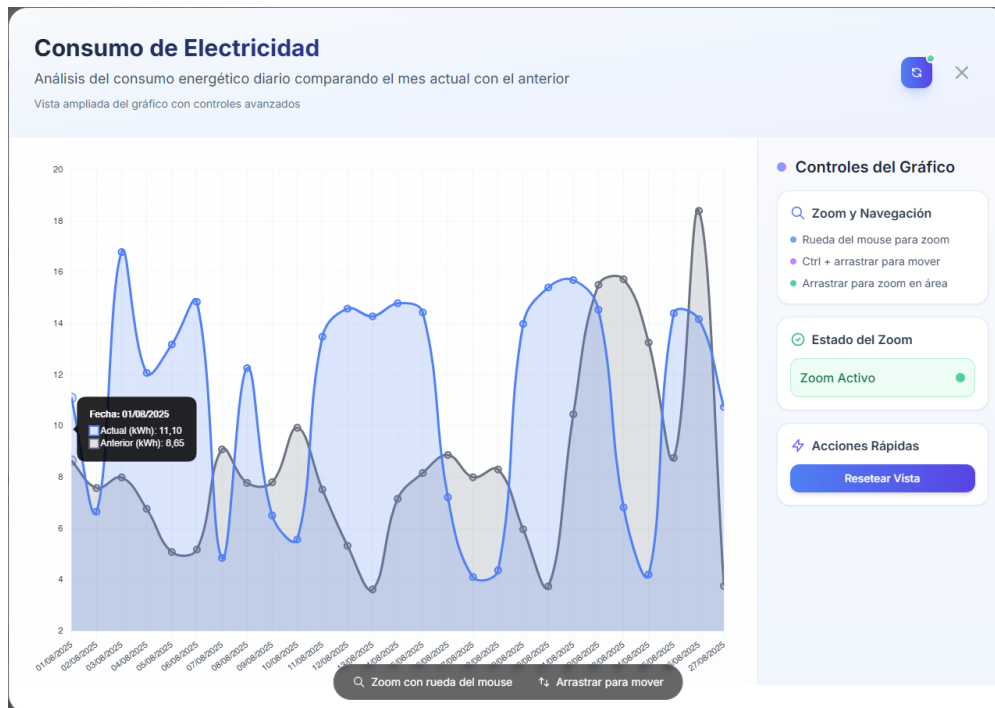 Consumo de Electricidad
Análisis del consumo energético diario comparando el mes actual con el anterior
Vista ampliada del gráfico con controles avanzados
20
18
16
14
12
10
8
6
4
2
Fecha: 01/08/2025
Actual (kWh): 11,10
Anterior (kWh): 8,65
01/08/2025
02/08/2025
03/08/2025
04/08/2025
05/08/2025
06/08/2025
07/08/2025
08/08/2025
09/08/2025
10/08/2025
11/08/2025
12/08/2025
27/08/2025
Zoom con rueda del mouse
Arrastrar para mover
Controles del Gráfico
Zoom y Navegación
Rueda del mouse para zoom
Ctrl + arrastrar para mover
Arrastrar para zoom en área
Estado del Zoom
Zoom Activo
Acciones Rápidas
Resetear Vista